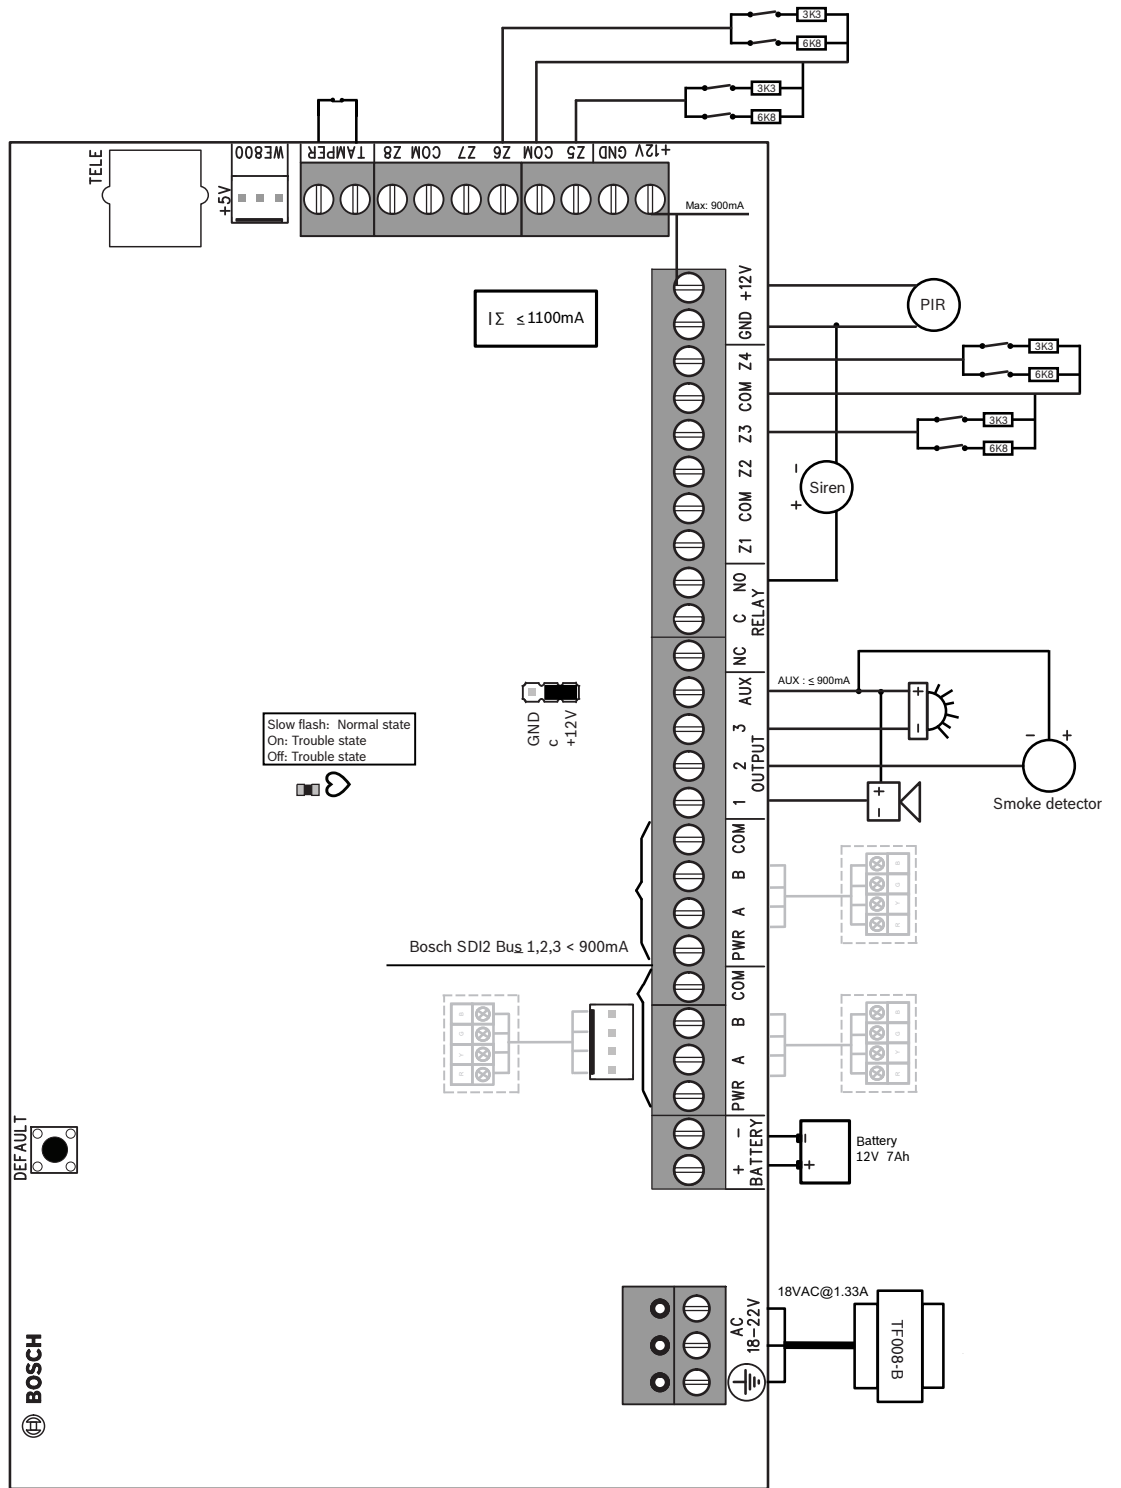 3K3
6K8
3K3
6K8
TELE
+5V
WE800
TAMPER
Z8
COM
Z7
Z6
COM
Z5
GND
+12V
Max: 900mA
I Σ ≤ 1100mA
+12V
GND
Z4
COM
Z3
Z2
COM
Z1
NO
C
NC
RELAY
PIR
3K3
6K8
3K3
6K8
-
+
Siren
AUX
3
2
1
OUTPUT
AUX : ≤ 900mA
+
-
- +
Smoke detector
+
-
GND
c
+12V
Slow flash: Normal state
On: Trouble state
Off: Trouble state
COM
B
A
PWR
Bosch SDI2 Bus 1,2,3 ≤ 900mA
COM
B
A
PWR
DEFAULT
-
+
BATTERY
-
+
Battery
12V 7Ah
AC
18-22V
18VAC@1.33A
TF008-B
BOSCH